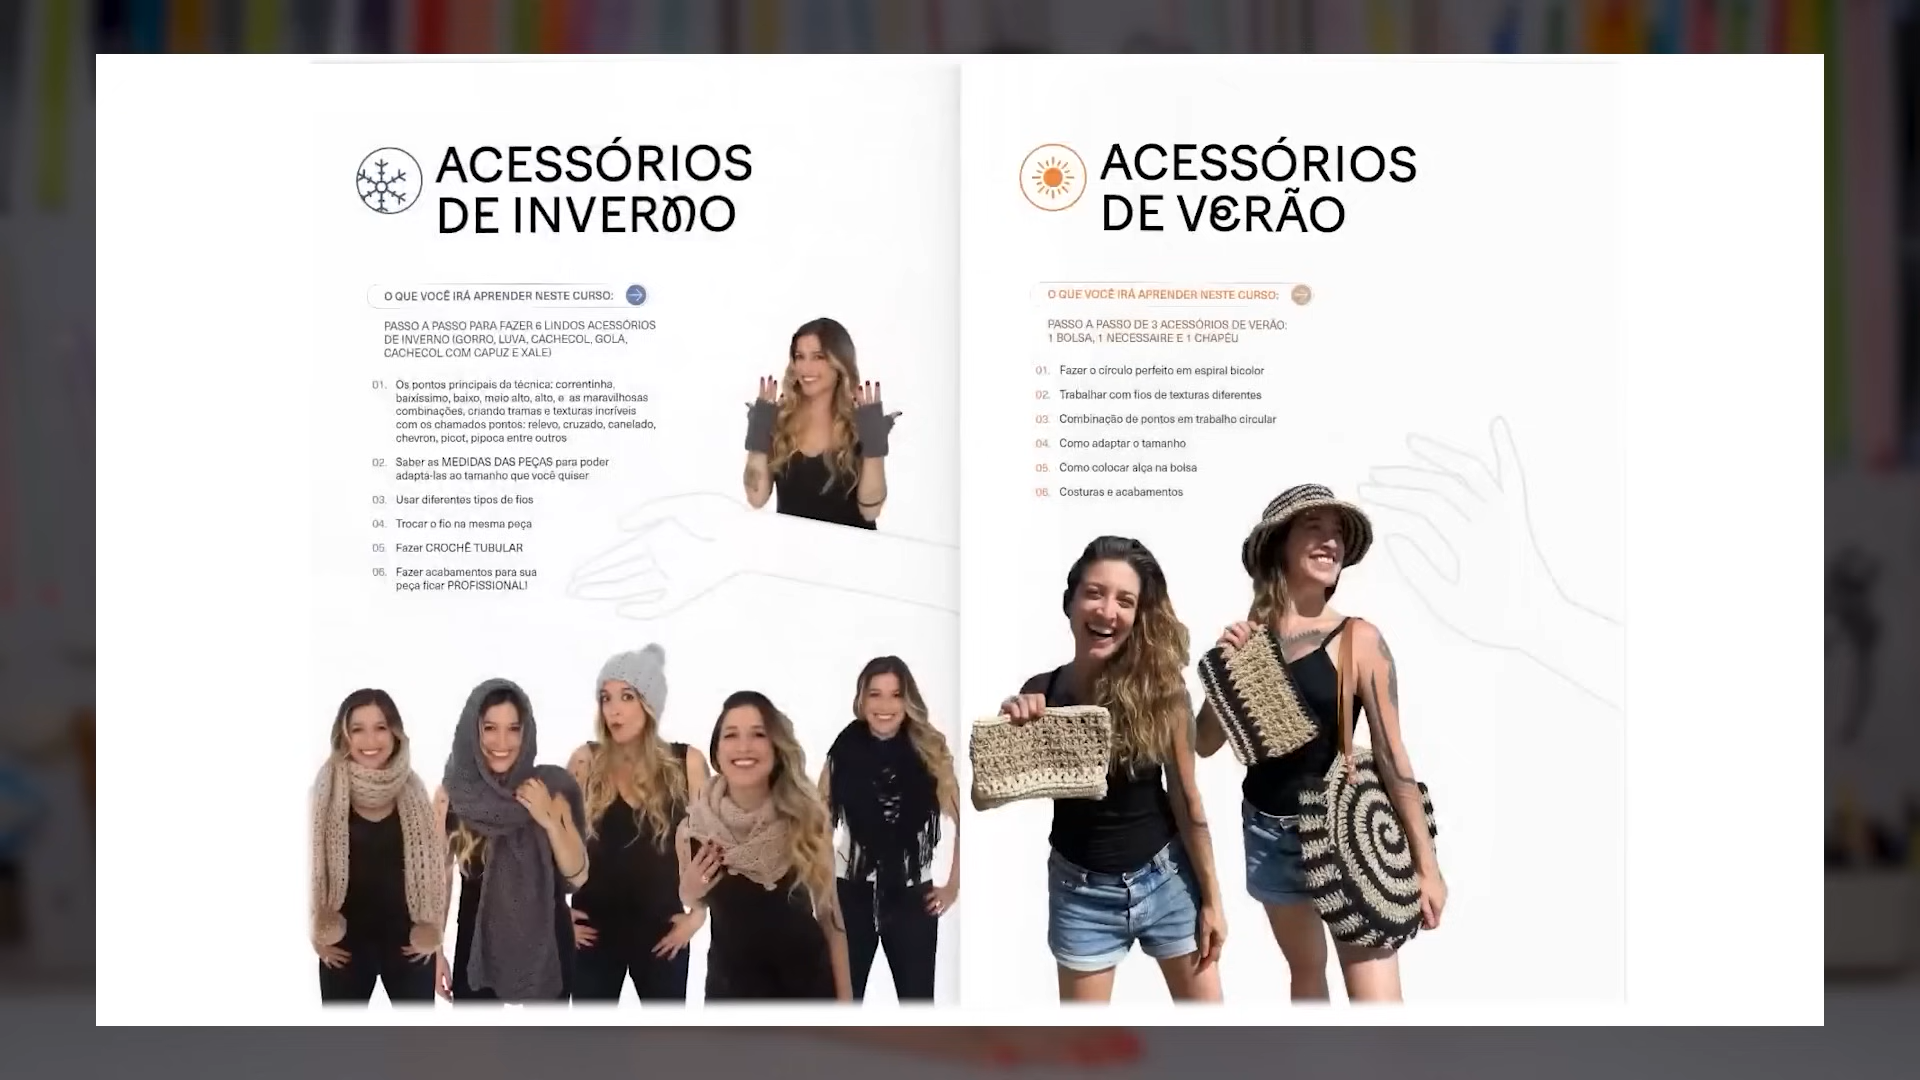 ACESSÓRIOS
DE INVERNO
O QUE VOCÊ IRÁ APRENDER NESTE CURSO:
PASSO A PASSO PARA FAZER 6 LINDOS ACESSÓRIOS
DE INVERNO (GORRO, LUVA, CACHECOL, GOLA,
CACHECOL COM CAPUZ E XALE)
01. Os pontos principais da técnica: correntinha,
baixíssimo, baixo, meio alto, alto, e as maravilhosas
combinações, criando tramas e texturas incríveis
com os chamados pontos: relevo, cruzado, canelado,
chevron, picot, pipoca entre outros
02. Saber as MEDIDAS DAS PEÇAS para poder
adaptá-las ao tamanho que você quiser
03. Usar diferentes tipos de fios
04. Trocar o fio na mesma peça
05. Fazer CROCHÊ TUBULAR
06. Fazer acabamentos para sua
peça ficar PROFISSIONAL!
ACESSÓRIOS
DE VERÃO
O QUE VOCÊ IRÁ APRENDER NESTE CURSO:
PASSO A PASSO DE 3 ACESSÓRIOS DE VERÃO:
1 BOLSA, 1 NECESSAIRE E 1 CHAPÉU
01. Fazer o círculo perfeito em espiral bicolor
02. Trabalhar com fios de texturas diferentes
03. Combinação de pontos em trabalho circular
04. Como adaptar o tamanho
05. Como colocar alça na bolsa
06. Costuras e acabamentos